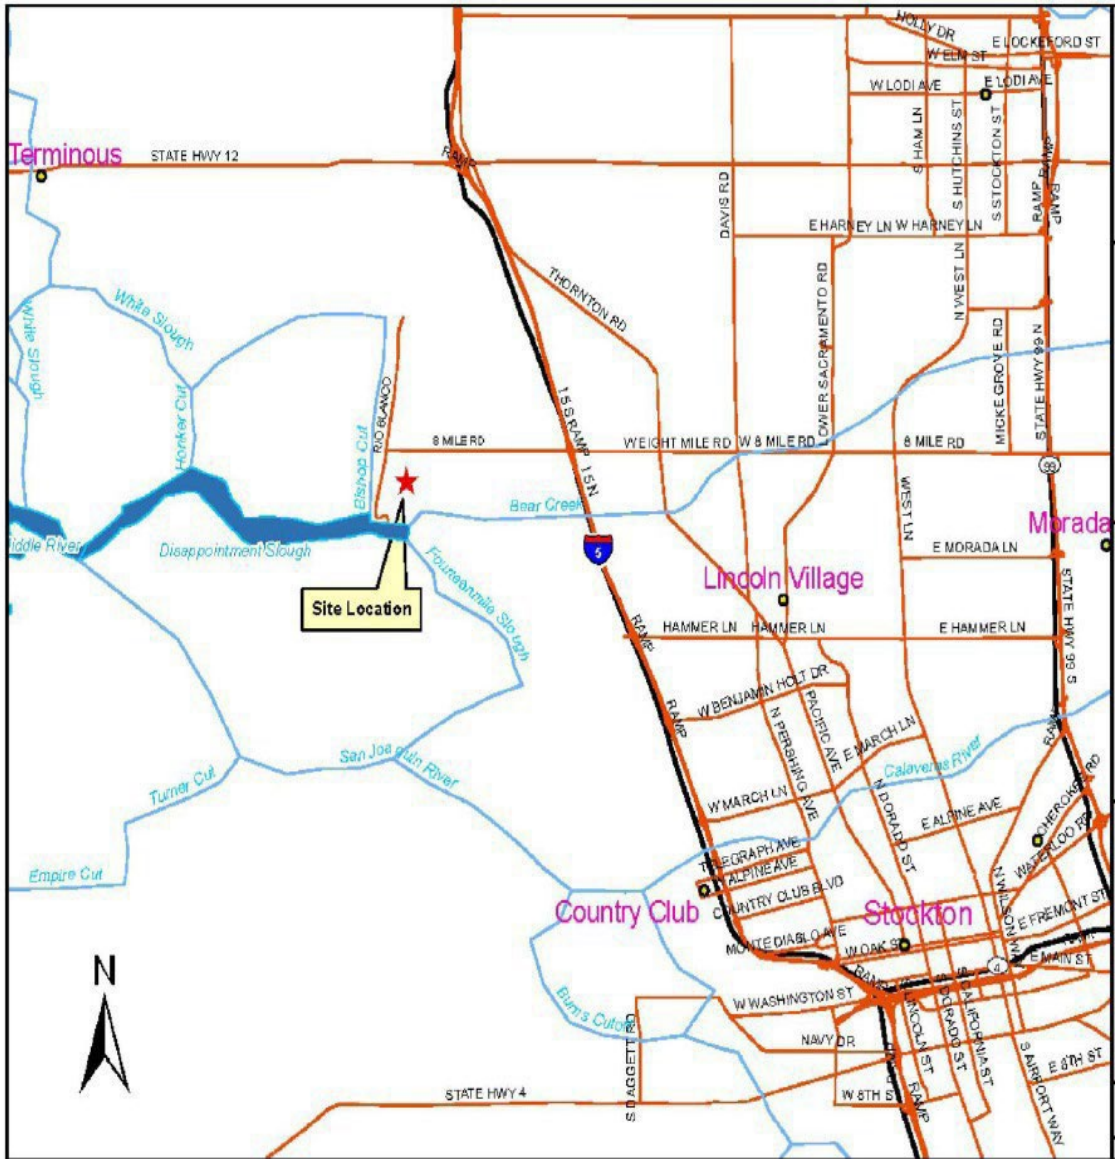 HOLLY DR
E LOCKEFORD ST
W ELM ST
W LODI AVE
E LODI AVE
S HAM LN
S HUTCHINS ST
S STOCKTON ST
RAMP
RAMP
Terminous
STATE HWY 12
RAMP
DAVIS RD
E HARNEY LN
W HARNEY LN
N WEST LN
White Slough
White Slough
THORNTON RD
LOWER SACRAMENTO RD
MICKE GROVE RD
STATE HWY 99 N
Honker Cut
Bishop Cut
RIO BLANCO
8 MILE RD
I 5 S RAMP
I 5 N
W EIGHT MILE RD
W 8 MILE RD
8 MILE RD
99
WEST LN
Bear Creek
Morada
iddle River
Disappointment Slough
5
E MORADA LN
Fourteenmile Slough
Lincoln Village
Site Location
STATE HWY 99 S
RAMP
HAMMER LN
HAMMER LN
E HAMMER LN
W BENJAMIN HOLT DR
RAMP
N PERSHING AVE
PACIFIC AVE
E MARCH LN
RAMP
San Joaquin River
Calaveras River
Turner Cut
W MARCH LN
N DORADO ST
E ALPINE AVE
CHEROKEE RD
WATERLOO RD
TELEGRAPH AVE
ALPINE AVE
Empire Cut
COUNTRY CLUB BLVD
N WILSON WAY
Country Club
Stockton
E FREMONT ST
MONTE DIABLO AVE
W OAK ST
4
E MAIN ST
N
RAMP
W WASHINGTON ST
S LINCOLN ST
S DORADO ST
S CALIFORNIA ST
Burns Cutoff
S DAGGETT RD
NAVY DR
S AIRPORT WAY
E 8TH ST
STATE HWY 4
W 8TH S
RAMP